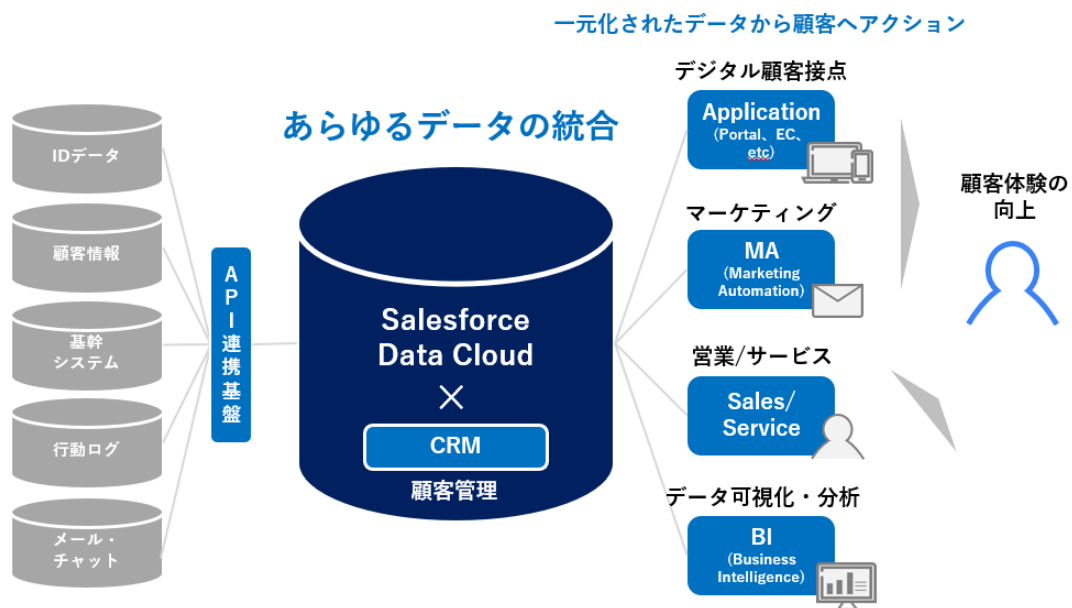 一元化されたデータから顧客へアクション
あらゆるデータの統合
IDデータ
顧客情報
基幹
システム
行動ログ
メール・
チャット
API連携基盤
Salesforce
Data Cloud
×
CRM
顧客管理
デジタル顧客接点
Application
(Portal、EC、
etc)
マーケティング
MA
(Marketing
Automation)
営業/サービス
Sales/
Service
データ可視化・分析
BI
(Business
Intelligence)
顧客体験の
向上